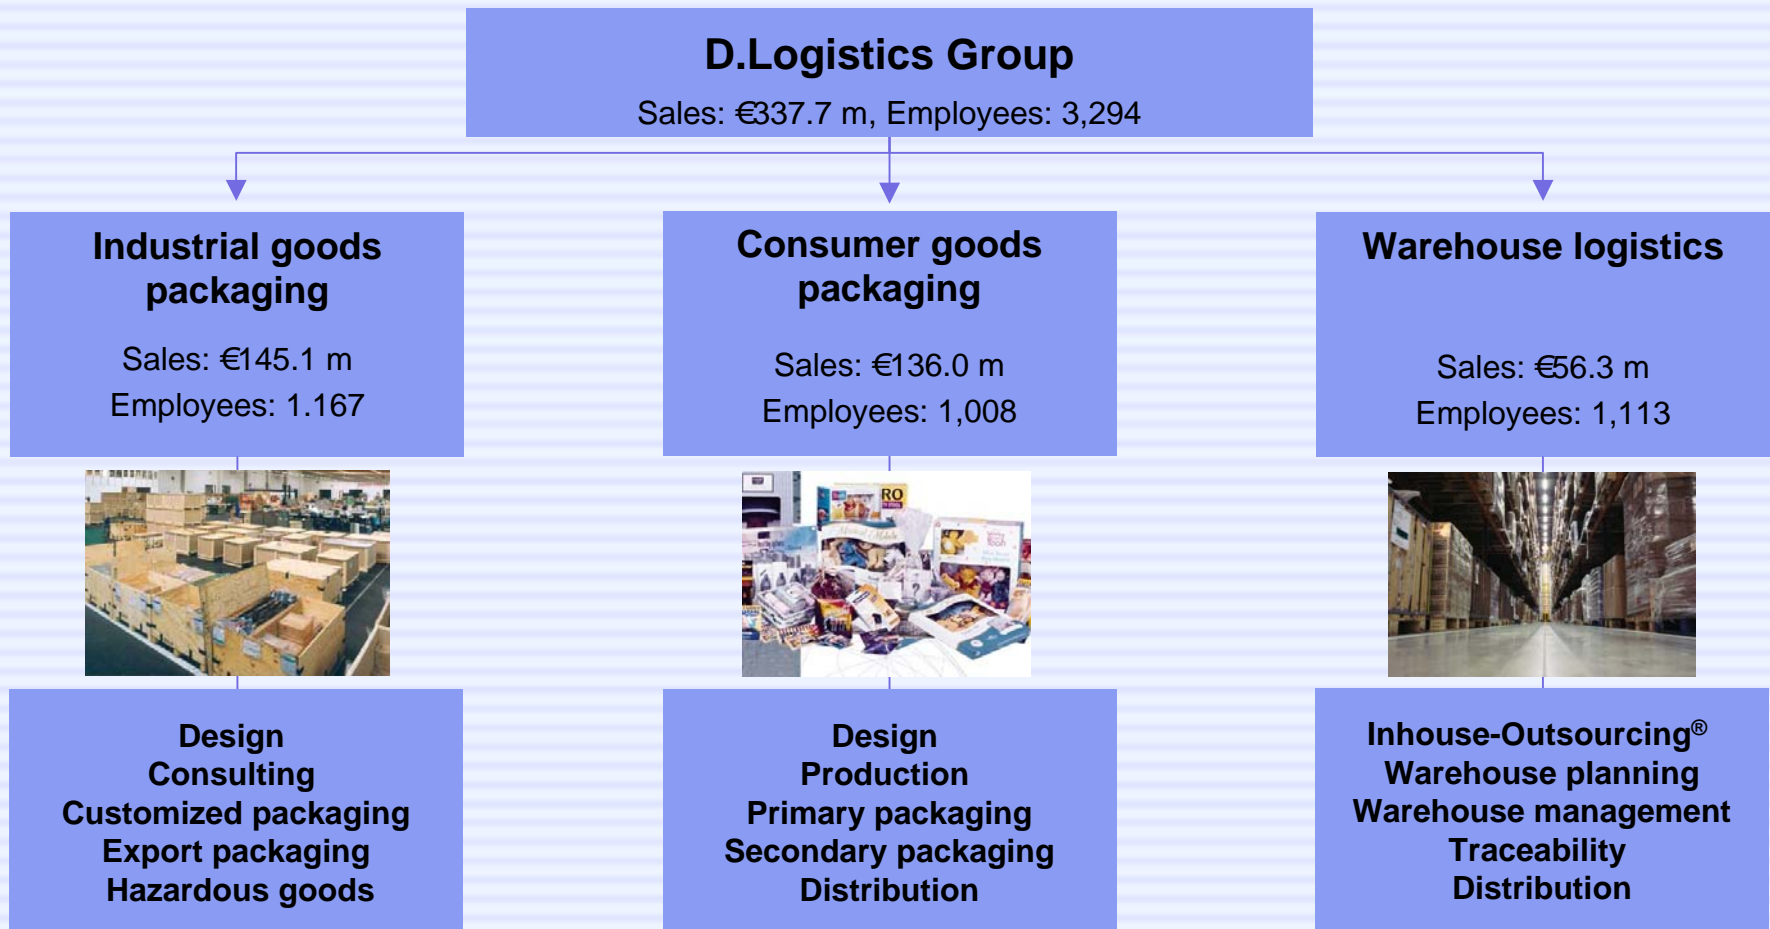 D.Logistics Group
Sales: €337.7 m, Employees: 3,294
Industrial goods
packaging
Sales: €145.1 m
Employees: 1.167
Consumer goods
packaging
Sales: €136.0 m
Employees: 1,008
Warehouse logistics
Sales: €56.3 m
Employees: 1,113
RO
Design
Consulting
Customized packaging
Export packaging
Hazardous goods
Design
Production
Primary packaging
Secondary packaging
Distribution
Inhouse-Outsourcing®
Warehouse planning
Warehouse management
Traceability
Distribution